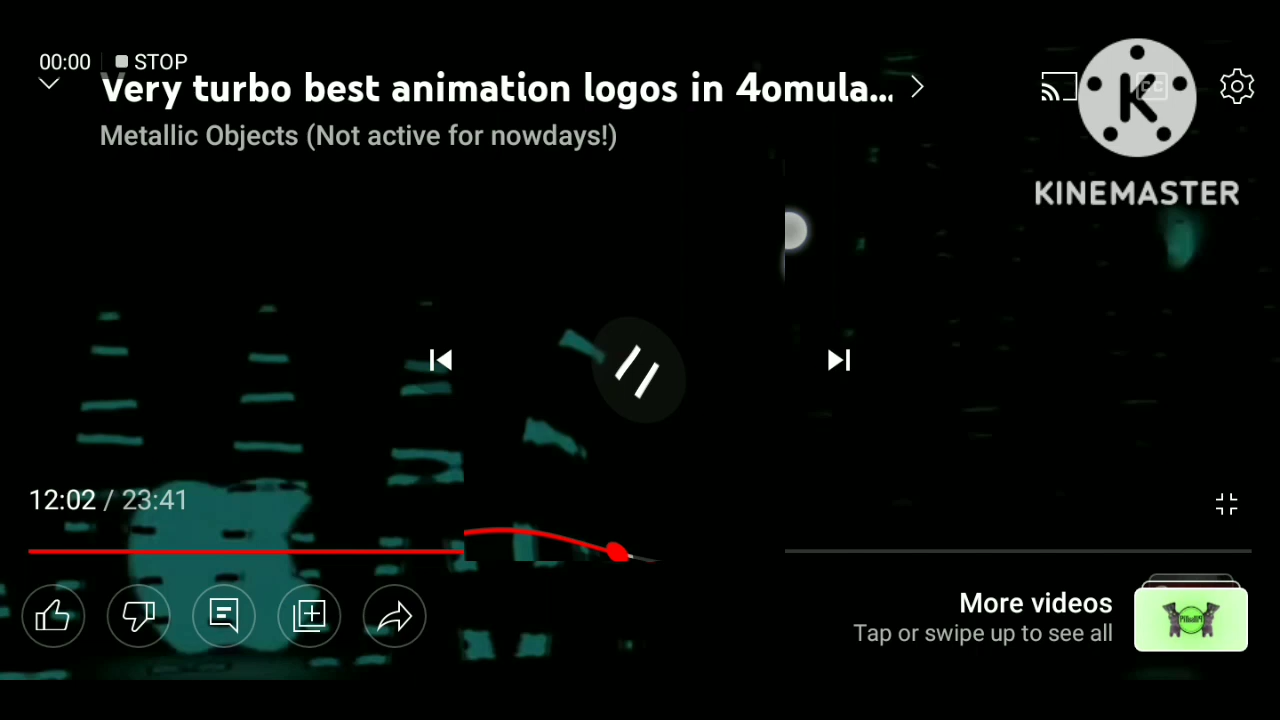 00:00 STOP
Very turbo best animation logos in 4omula...
Metallic Objects (Not active for nowdays!)
CC
K
KINEMASTER
12:02 / 23:41
More videos
Tap or swipe up to see all